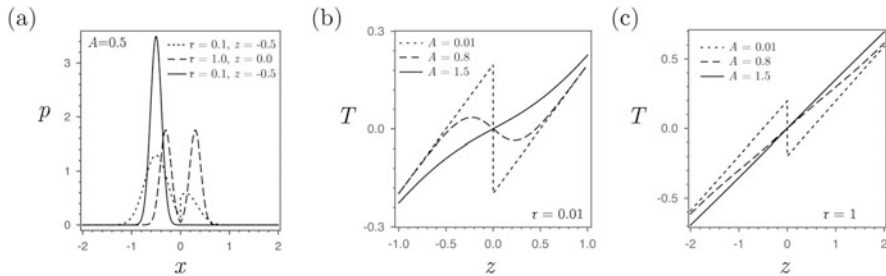 (a)
A=0.5
τ = 0.1, z = -0.5
τ = 1.0, z = 0.0
τ = 0.1, z = -0.5
3
2
1
0
p
-2 -1 0 1 2
x
(b)
0.3
0.0
-0.3
T
A = 0.01
A = 0.8
A = 1.5
τ = 0.01
-1.0 -0.5 0.0 0.5 1.0
z
(c)
0.5
0.0
-0.5
T
A = 0.01
A = 0.8
A = 1.5
τ = 1
-2 -1 0 1 2
z